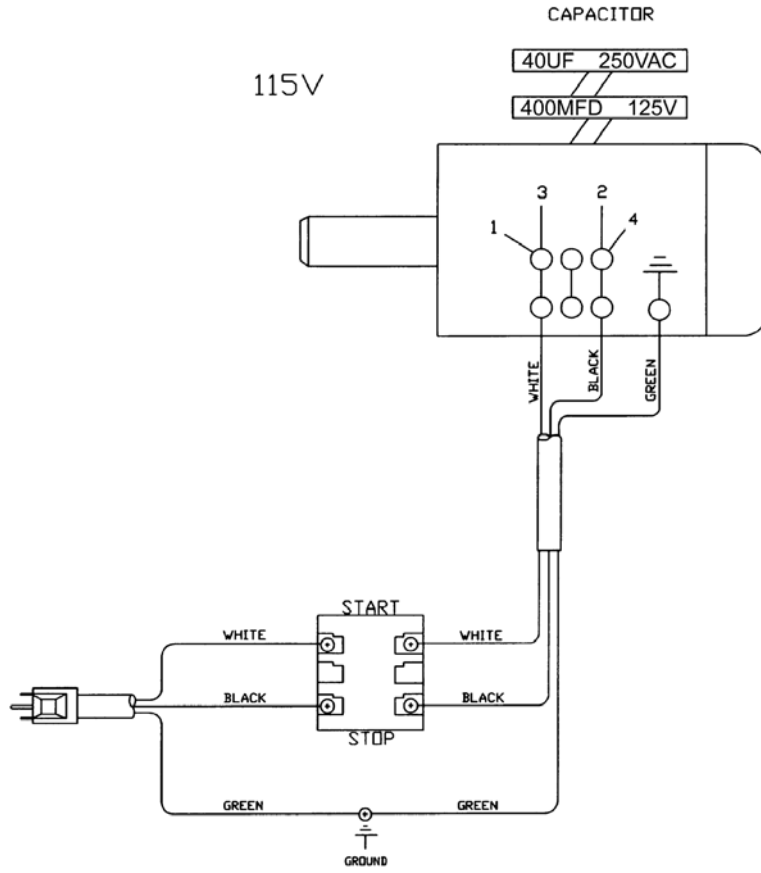 CAPACITOR
40UF 250VAC
115V
400MFD 125V
3 2
1 4
WHITE
BLACK
GREEN
START
WHITE WHITE
BLACK BLACK
STOP
GREEN GREEN
GROUND